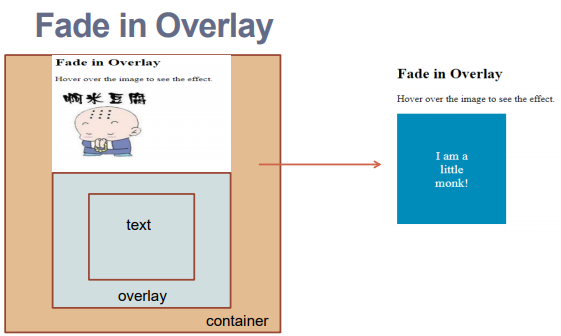 Fade in Overlay
Fade in Overlay
Hover over the image to see the effect.
啊米豆腐
text
overlay
container
Fade in Overlay
Hover over the image to see the effect.
I am a
little
monk!